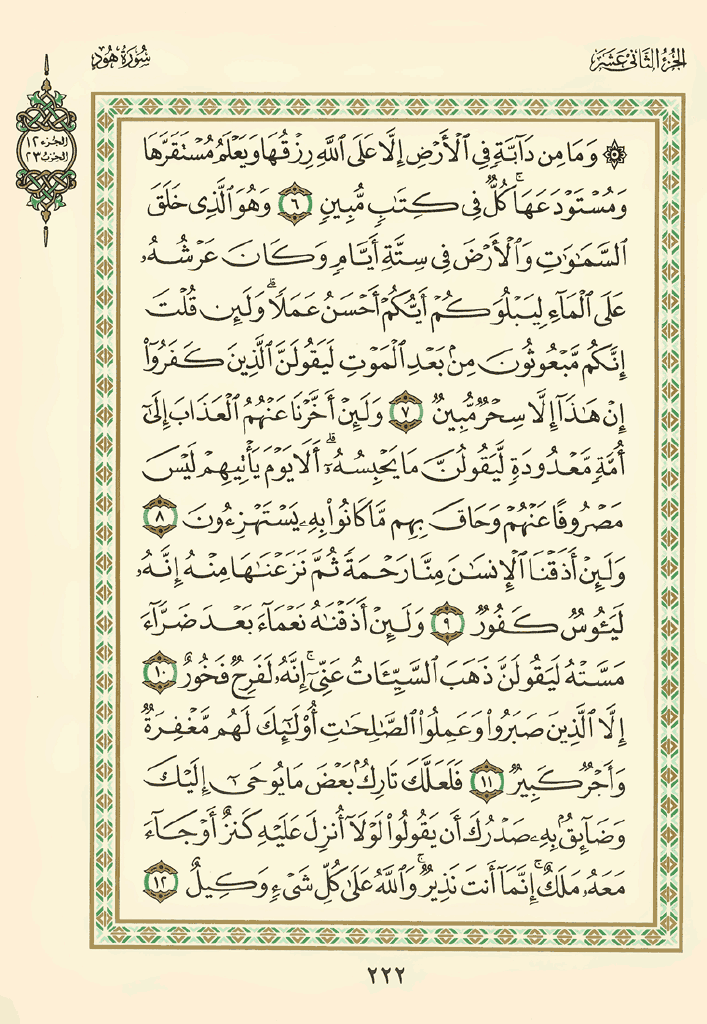 الجزء الثاني عشر
سورة هود
الجزء ١٢
الحزب ٢٣
۞ وَمَا مِن دَآبَّةٍ فِي ٱلْأَرْضِ إِلَّا عَلَى ٱللَّهِ رِزْقُهَا وَيَعْلَمُ مُسْتَقَرَّهَا
وَمُسْتَوْدَعَهَا ۚ كُلٌّ فِي كِتَٰبٍ مُّبِينٍ ٦ وَهُوَ ٱلَّذِي خَلَقَ
ٱلسَّمَٰوَٰتِ وَٱلْأَرْضَ فِي سِتَّةِ أَيَّامٍ وَكَانَ عَرْشُهُۥ
عَلَى ٱلْمَآءِ لِيَبْلُوَكُمْ أَيُّكُمْ أَحْسَنُ عَمَلًا ۗ وَلَئِن قُلْتَ
إِنَّكُم مَّبْعُوثُونَ مِنۢ بَعْدِ ٱلْمَوْتِ لَيَقُولَنَّ ٱلَّذِينَ كَفَرُوٓا۟
إِنْ هَٰذَآ إِلَّا سِحْرٌ مُّبِينٌ ٧ وَلَئِنْ أَخَّرْنَا عَنْهُمُ ٱلْعَذَابَ إِلَىٰٓ
أُمَّةٍ مَّعْدُودَةٍ لَّيَقُولُنَّ مَا يَحْبِسُهُۥٓ ۗ أَلَا يَوْمَ يَأْتِيهِمْ لَيْسَ
مَصْرُوفًا عَنْهُمْ وَحَاقَ بِهِم مَّا كَانُوا۟ بِهِۦ يَسْتَهْزِءُونَ ٨
وَلَئِنْ أَذَقْنَا ٱلْإِنسَٰنَ مِنَّا رَحْمَةً ثُمَّ نَزَعْنَٰهَا مِنْهُ إِنَّهُۥ
لَيَـُٔوسٌ كَفُورٌ ٩ وَلَئِنْ أَذَقْنَٰهُ نَعْمَآءَ بَعْدَ ضَرَّآءَ
مَسَّتْهُ لَيَقُولَنَّ ذَهَبَ ٱلسَّيِّـَٔاتُ عَنِّىٓ ۚ إِنَّهُۥ لَفَرِحٌ فَخُورٌ ١٠
إِلَّا ٱلَّذِينَ صَبَرُوا۟ وَعَمِلُوا۟ ٱلصَّٰلِحَٰتِ أُو۟لَٰٓئِكَ لَهُم مَّغْفِرَةٌ
وَأَجْرٌ كَبِيرٌ ١١ فَلَعَلَّكَ تَارِكٌۢ بَعْضَ مَا يُوحَىٰٓ إِلَيْكَ
وَضَآئِقٌۢ بِهِۦ صَدْرُكَ أَن يَقُولُوا۟ لَوْلَآ أُنزِلَ عَلَيْهِ كَنزٌ أَوْ جَآءَ
مَعَهُۥ مَلَكٌ ۚ إِنَّمَآ أَنتَ نَذِيرٌ ۚ وَٱللَّهُ عَلَىٰ كُلِّ شَىْءٍ وَكِيلٌ ١٢
٢٢٢